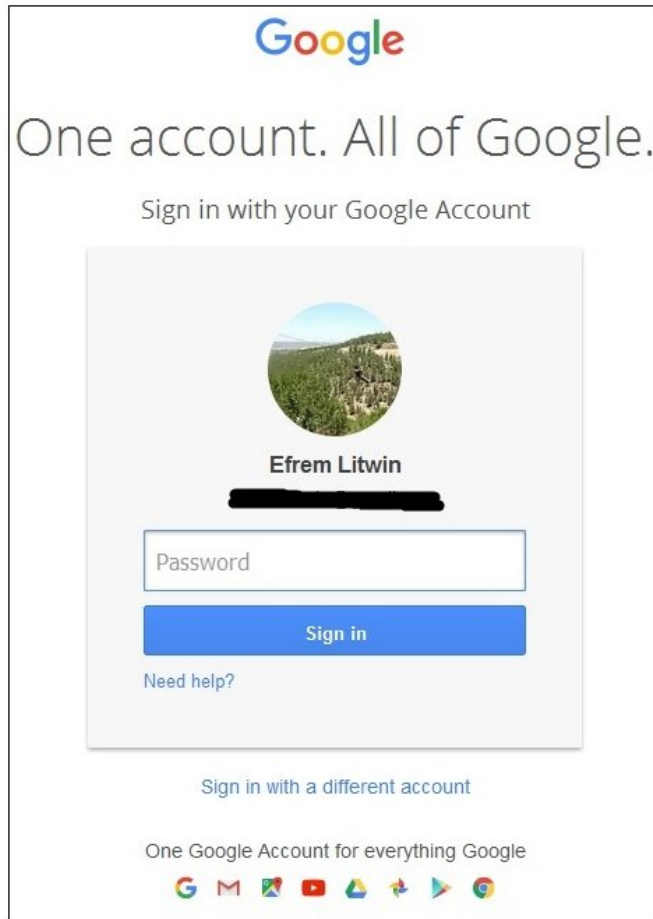 Google
One account. All of Google.
Sign in with your Google Account
Efrem Litwin
Password
Sign in
Need help?
Sign in with a different account
One Google Account for everything Google